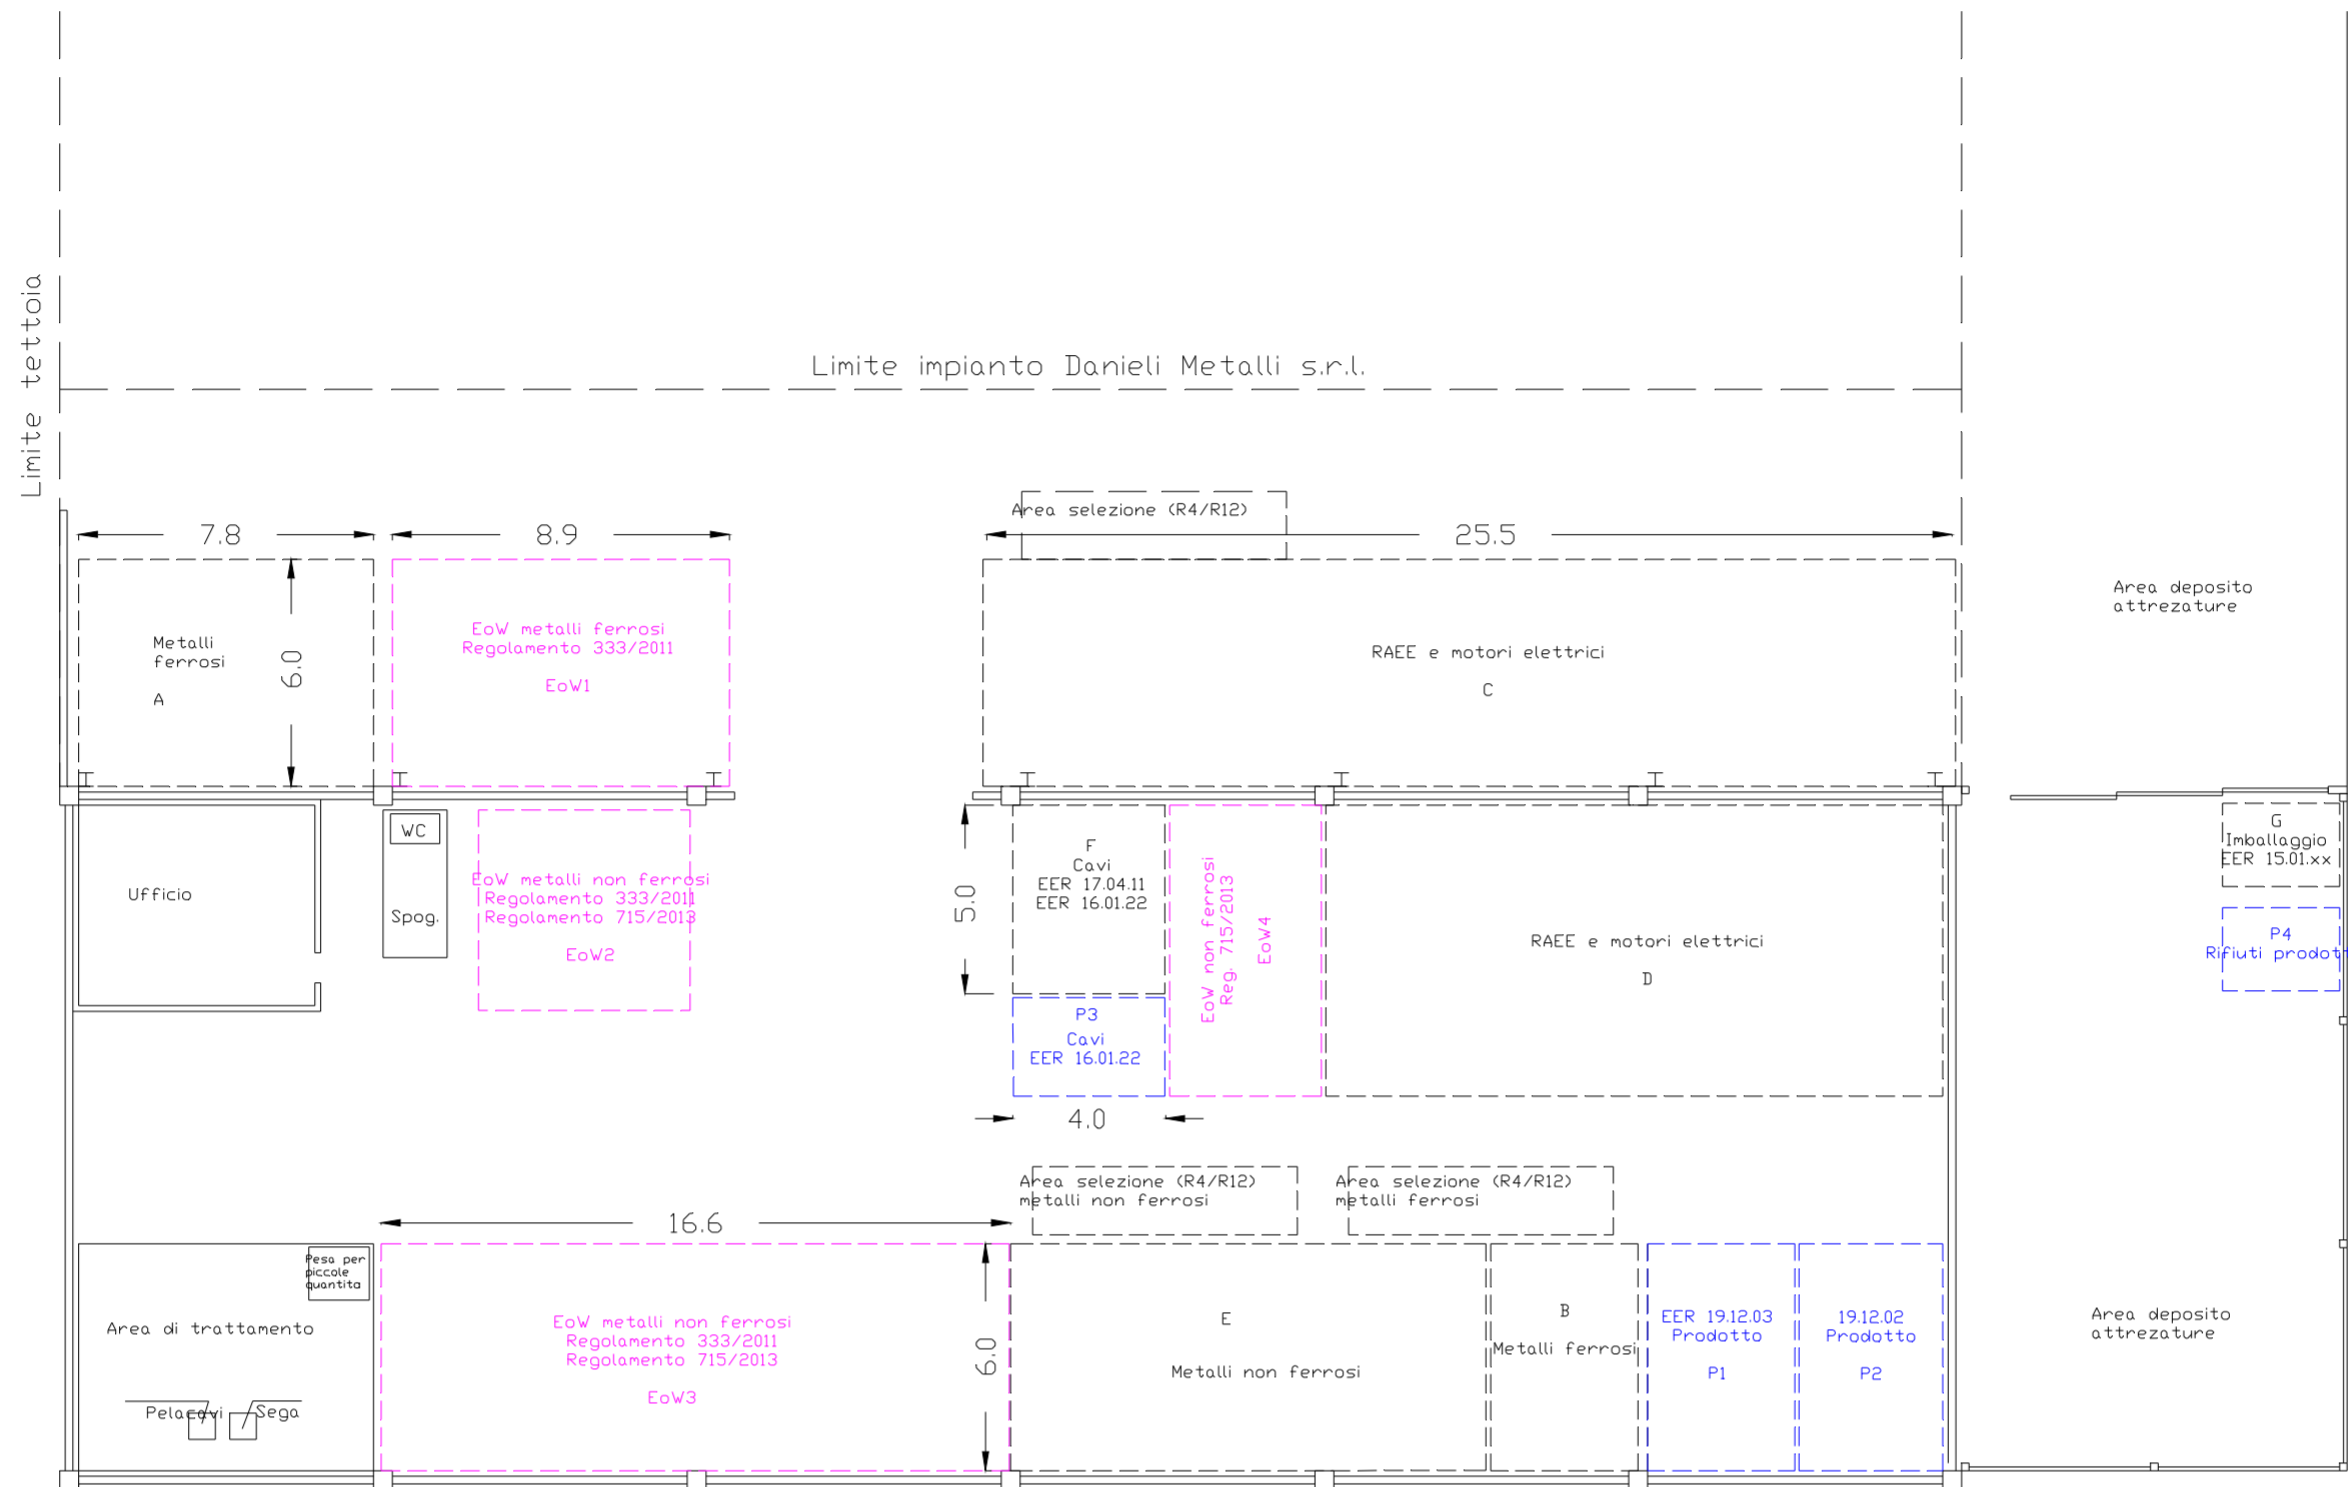 Limite tettoia
Limite impianto Danieli Metalli s.r.l.
Area selezione (R4/R12)
7.8
8.9
25.5
Metalli
ferrosi
A
6.0
EoW metalli ferrosi
Regolamento 333/2011
EoW1
RAEE e motori elettrici
C
Area deposito
attrezature
Ufficio
WC
Spog.
EoW metalli non ferrosi
Regolamento 333/2011
Regolamento 715/2013
EoW2
5.0
F
Cavi
EER 17.04.11
EER 16.01.22
P3
Cavi
EER 16.01.22
4.0
EoW non ferrosi
Reg. 715/2013
EoW4
RAEE e motori elettrici
D
G
Imballaggio
EER 15.01.xx
P4
Rifiuti prodot
Area selezione (R4/R12)
metalli non ferrosi
Area selezione (R4/R12)
metalli ferrosi
16.6
Pesa per
piccole
quantita
Area di trattamento
Pelacavi
Sega
EoW metalli non ferrosi
Regolamento 333/2011
Regolamento 715/2013
EoW3
6.0
E
Metalli non ferrosi
B
Metalli ferrosi
EER 19.12.03
Prodotto
P1
19.12.02
Prodotto
P2
Area deposito
attrezature